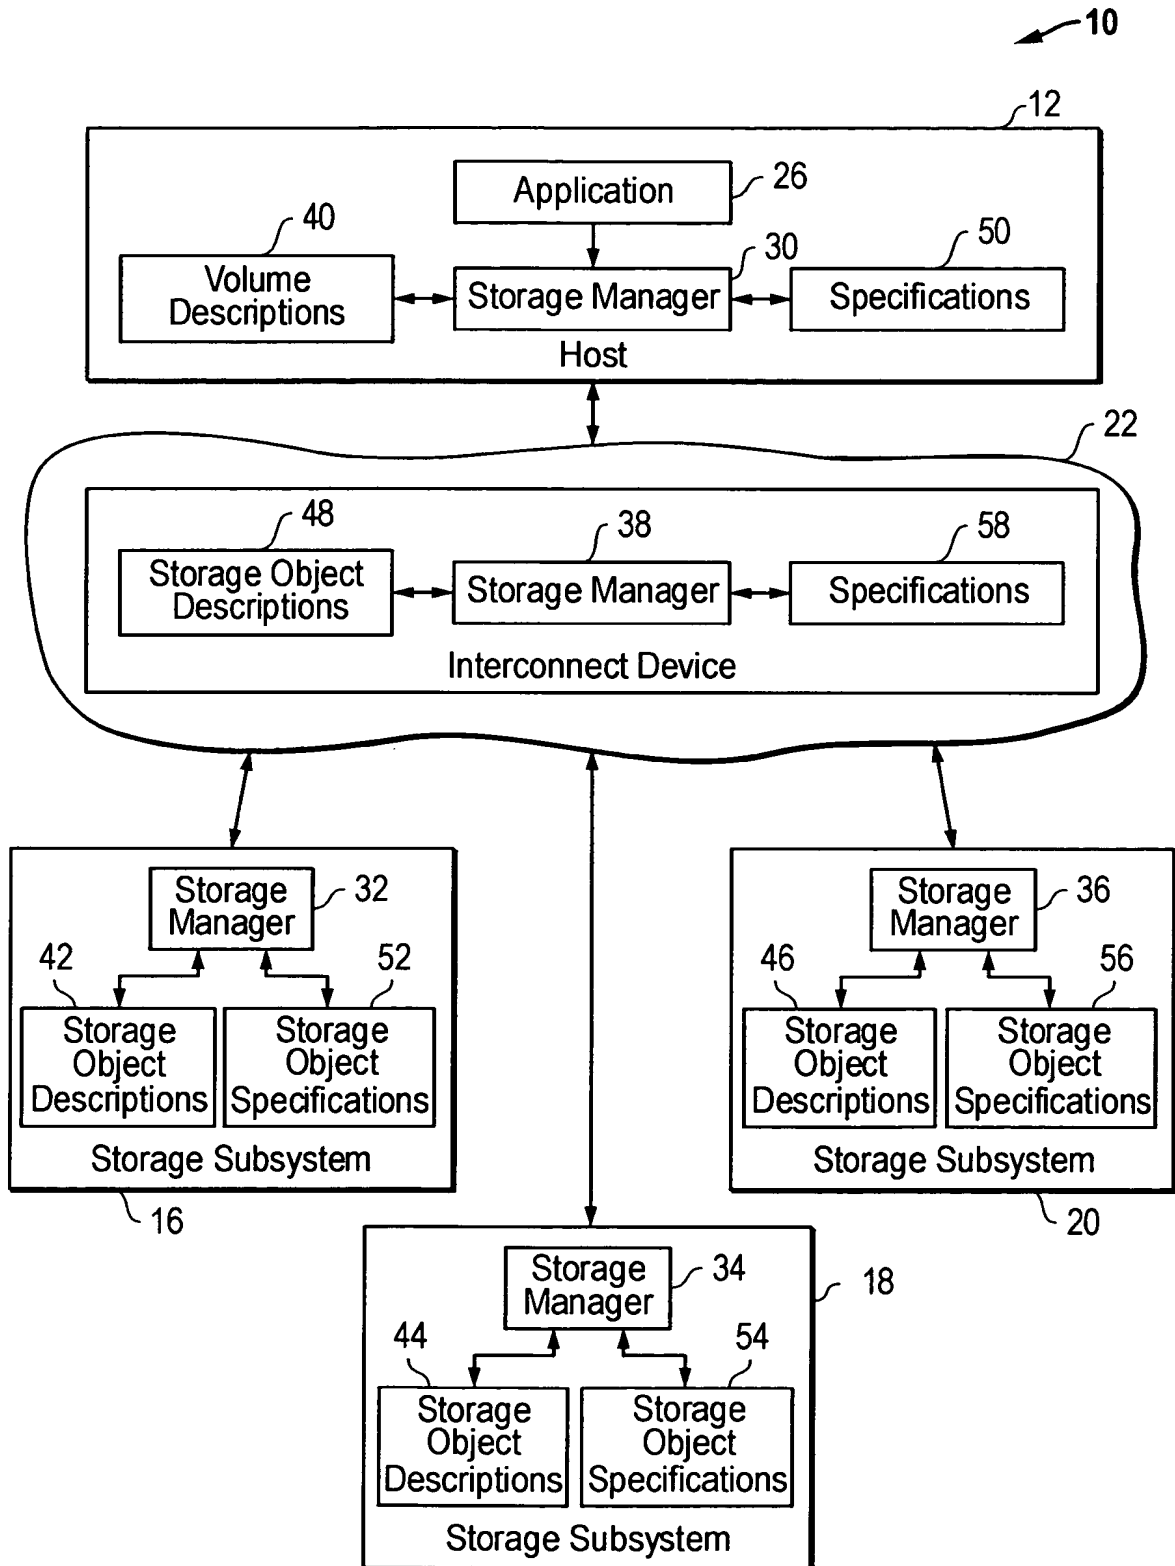 10
12
Application
26
40
30
50
Volume
Descriptions
Storage Manager
Specifications
Host
22
48
38
58
Storage Object
Descriptions
Storage Manager
Specifications
Interconnect Device
Storage
Manager
32
42
52
Storage
Object
Descriptions
Storage
Object
Specifications
Storage Subsystem
16
Storage
Manager
36
46
56
Storage
Object
Descriptions
Storage
Object
Specifications
Storage Subsystem
20
Storage
Manager
34
18
44
54
Storage
Object
Descriptions
Storage
Object
Specifications
Storage Subsystem